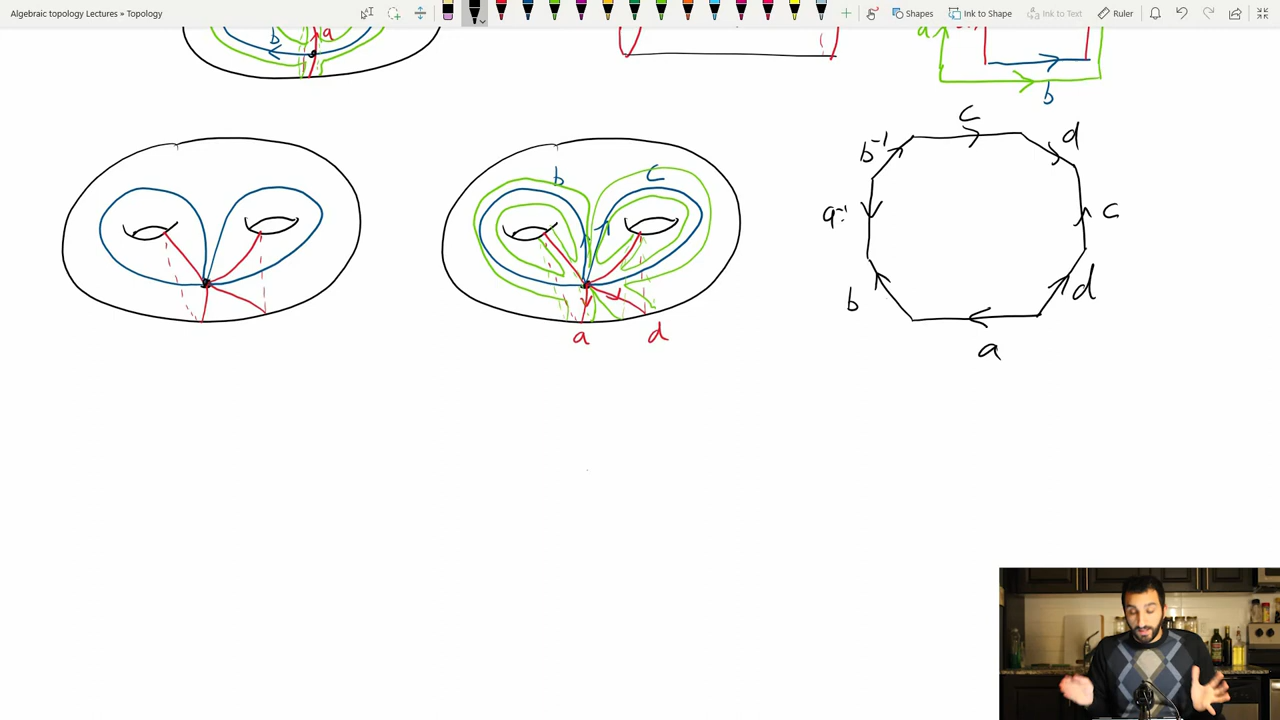 Algebraic topology Lectures » Topology
Shapes
Ink to Shape
Ink to Text
Ruler
a
b
a
b
c
b⁻¹
d
b
c
a⁻¹
c
b
d
a
d
a